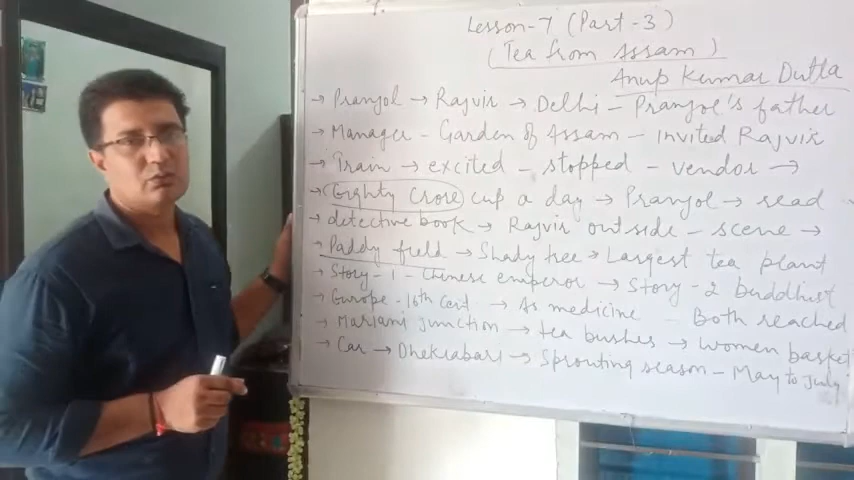 Lesson-7 (Part-3)
(Tea from Assam)
Anup Kumar Dutta
→ Pranjol → Rajvir → Delhi - Pranjol's father
→ Manager - Garden of Assam - invited Rajvir
→ Train → excited - stopped - vendor →
→ Eighty crore cup a day → Pranjol → read
→ detective book → Rajvir outside - scene →
→ Paddy field → Shady tree → Largest tea plant
→ Story-1 - Chinese emperor → Story-2 buddhist
→ Europe - 16th Cent → As medicine - Both reached
→ Mariani junction → tea bushes → women basket
→ Car → Dhekiabari → Sprouting season - May to July